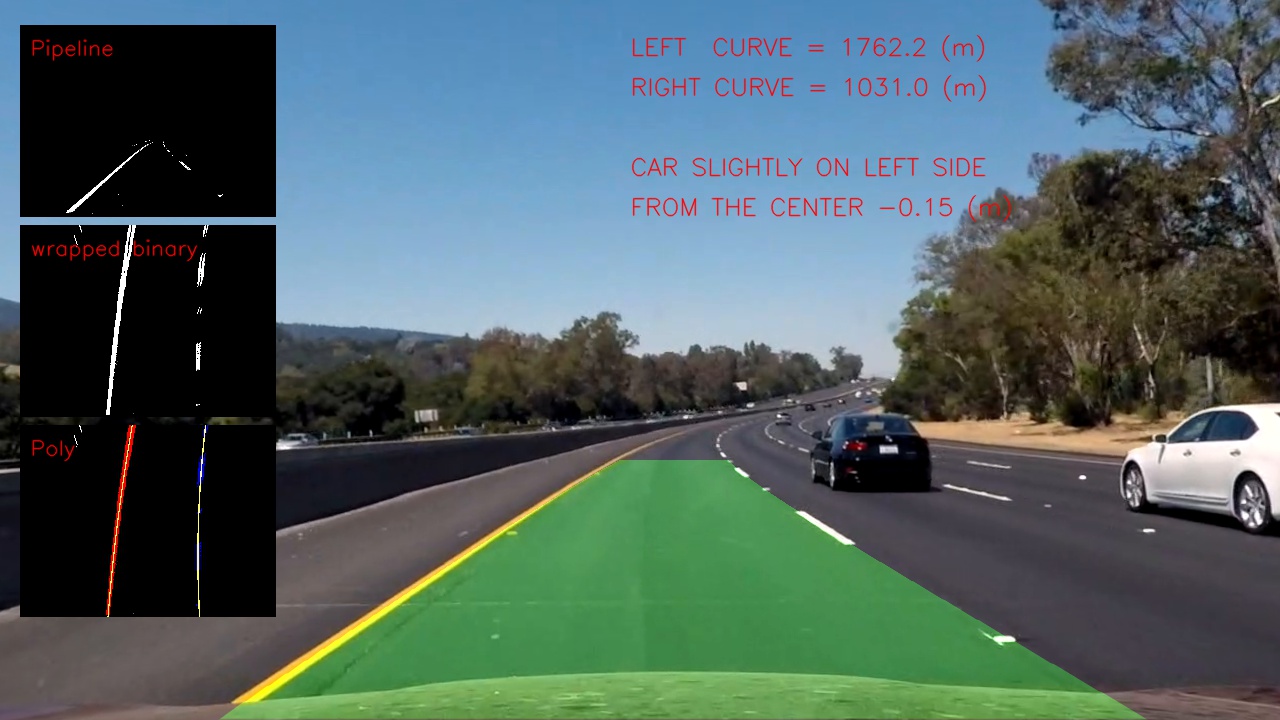 Pipeline
LEFT CURVE = 1762.2 (m)
RIGHT CURVE = 1031.0 (m)
CAR SLIGHTLY ON LEFT SIDE
FROM THE CENTER -0.15 (m)
wrapped binary
Poly